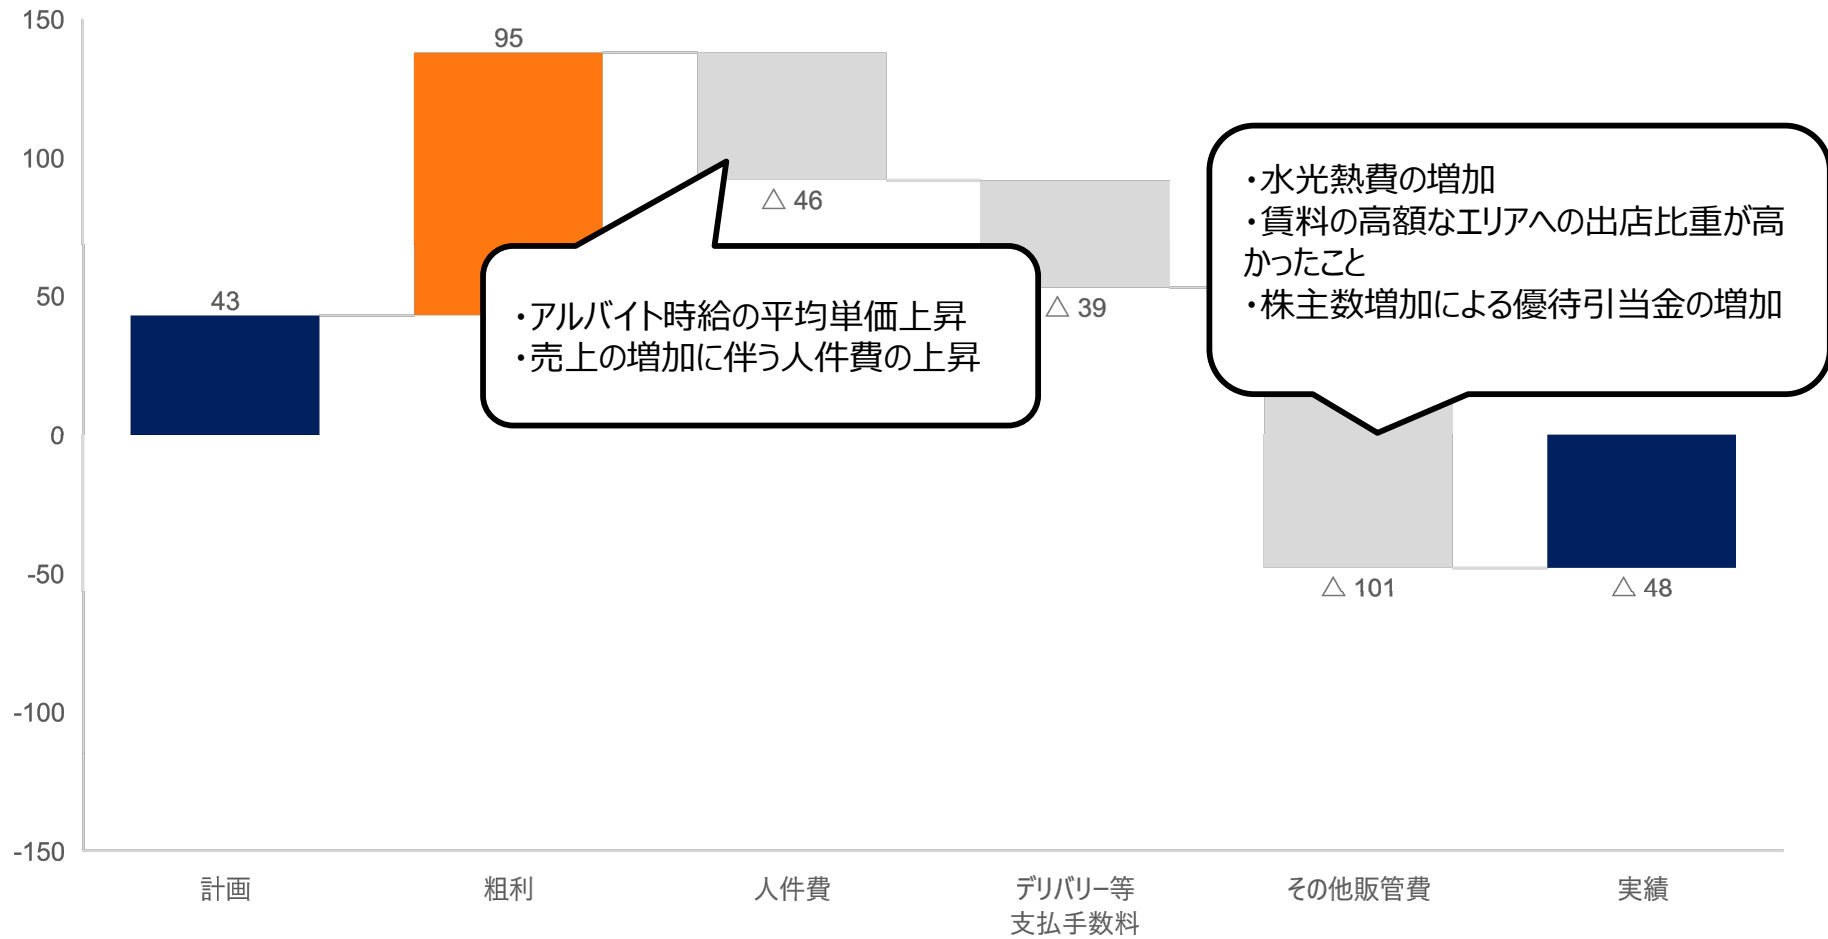 150
100
50
0
-50
-100
-150
43
95
△ 46
△ 39
△ 101
△ 48
・アルバイト時給の平均単価上昇
・売上の増加に伴う人件費の上昇
・水光熱費の増加
・賃料の高額なエリアへの出店比重が高
かったこと
・株主数増加による優待引当金の増加
計画
粗利
人件費
デリバリー等
支払手数料
その他販管費
実績